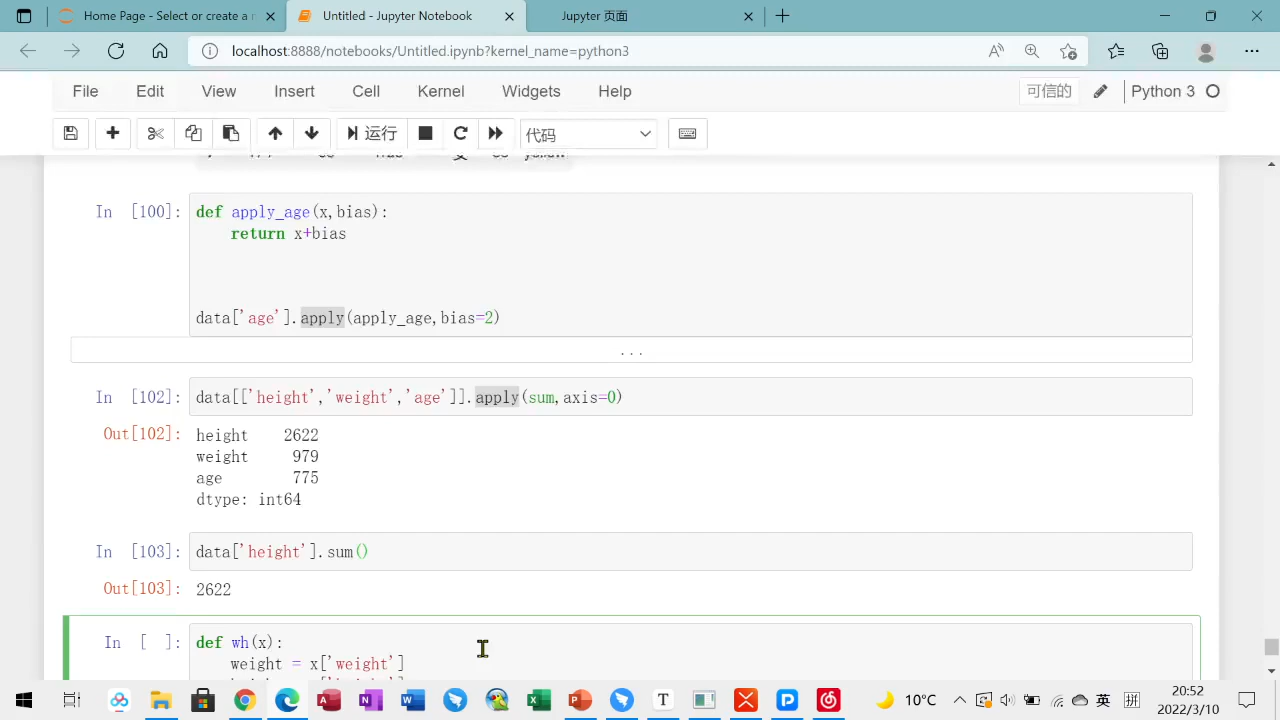 Home Page - Select or create a n
Untitled - Jupyter Notebook
Jupyter 页面
localhost:8888/notebooks/Untitled.ipynb?kernel_name=python3
File Edit View Insert Cell Kernel Widgets Help
可信的
Python 3
运行
代码
In [100]:
def apply_age(x,bias):
return x+bias
data['age'].apply(apply_age,bias=2)
...
In [102]:
data[['height','weight','age']].apply(sum,axis=0)
Out[102]:
height 2622
weight 979
age 775
dtype: int64
In [103]:
data['height'].sum()
Out[103]:
2622
In [ ]:
def wh(x):
weight = x['weight']
10°C
英
拼
20:52
2022/3/10